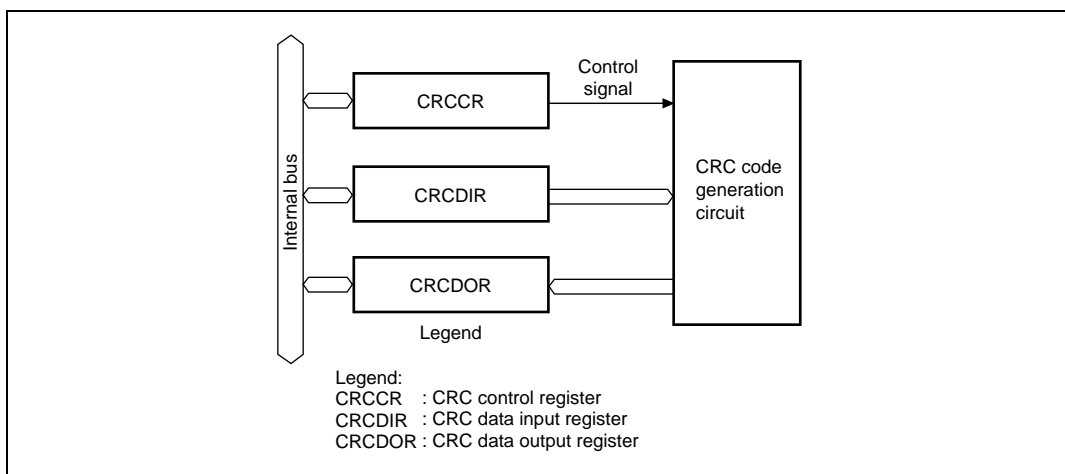 Internal bus
CRCCR
Control
signal
CRCDIR
CRCDOR
CRC code
generation
circuit
Legend
Legend:
CRCCR : CRC control register
CRCDIR : CRC data input register
CRCDOR : CRC data output register